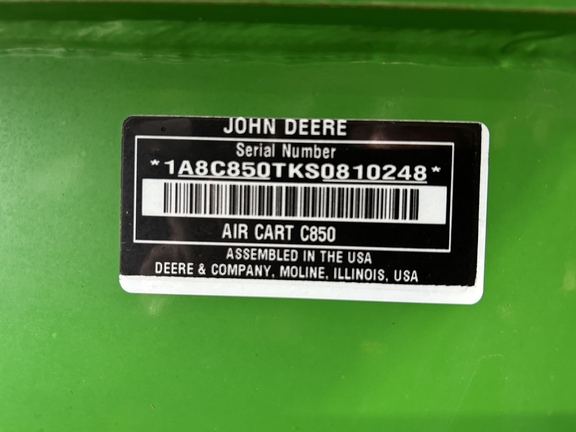 JOHN DEERE
Serial Number
*1A8C850TKS0810248*
AIR CART C850
ASSEMBLED IN THE USA
DEERE & COMPANY, MOLINE, ILLINOIS, USA